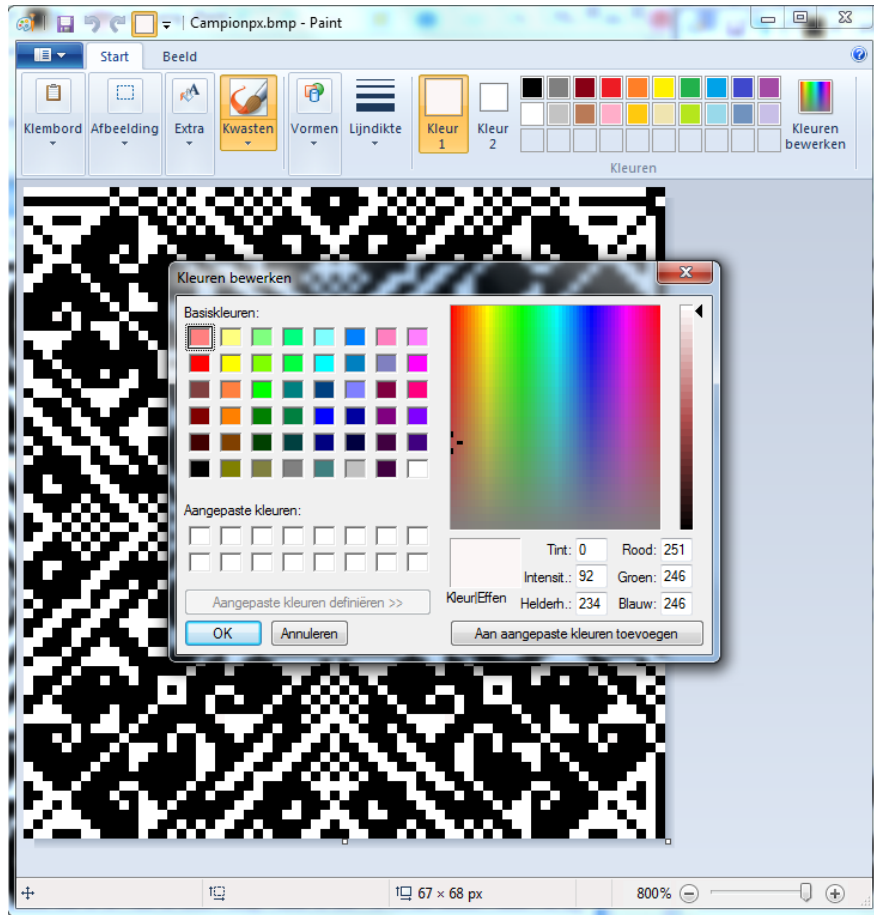 Campionpx.bmp - Paint
Start Beeld
Klembord Afbeelding Extra Kwasten Vormen Lijndikte Kleur 1 Kleur 2 Kleuren bewerken
Kleuren
Kleuren bewerken
Basiskleuren:
Aangepaste kleuren:
Tint: 0 Rood: 251
Intensit.: 92 Groen: 246
Kleur|Effen Helderh.: 234 Blauw: 246
Aangepaste kleuren definiëren >>
OK Annuleren Aan aangepaste kleuren toevoegen
67 × 68 px 800%